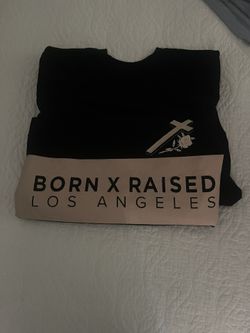 BORN X RAISED
LOS ANGELES